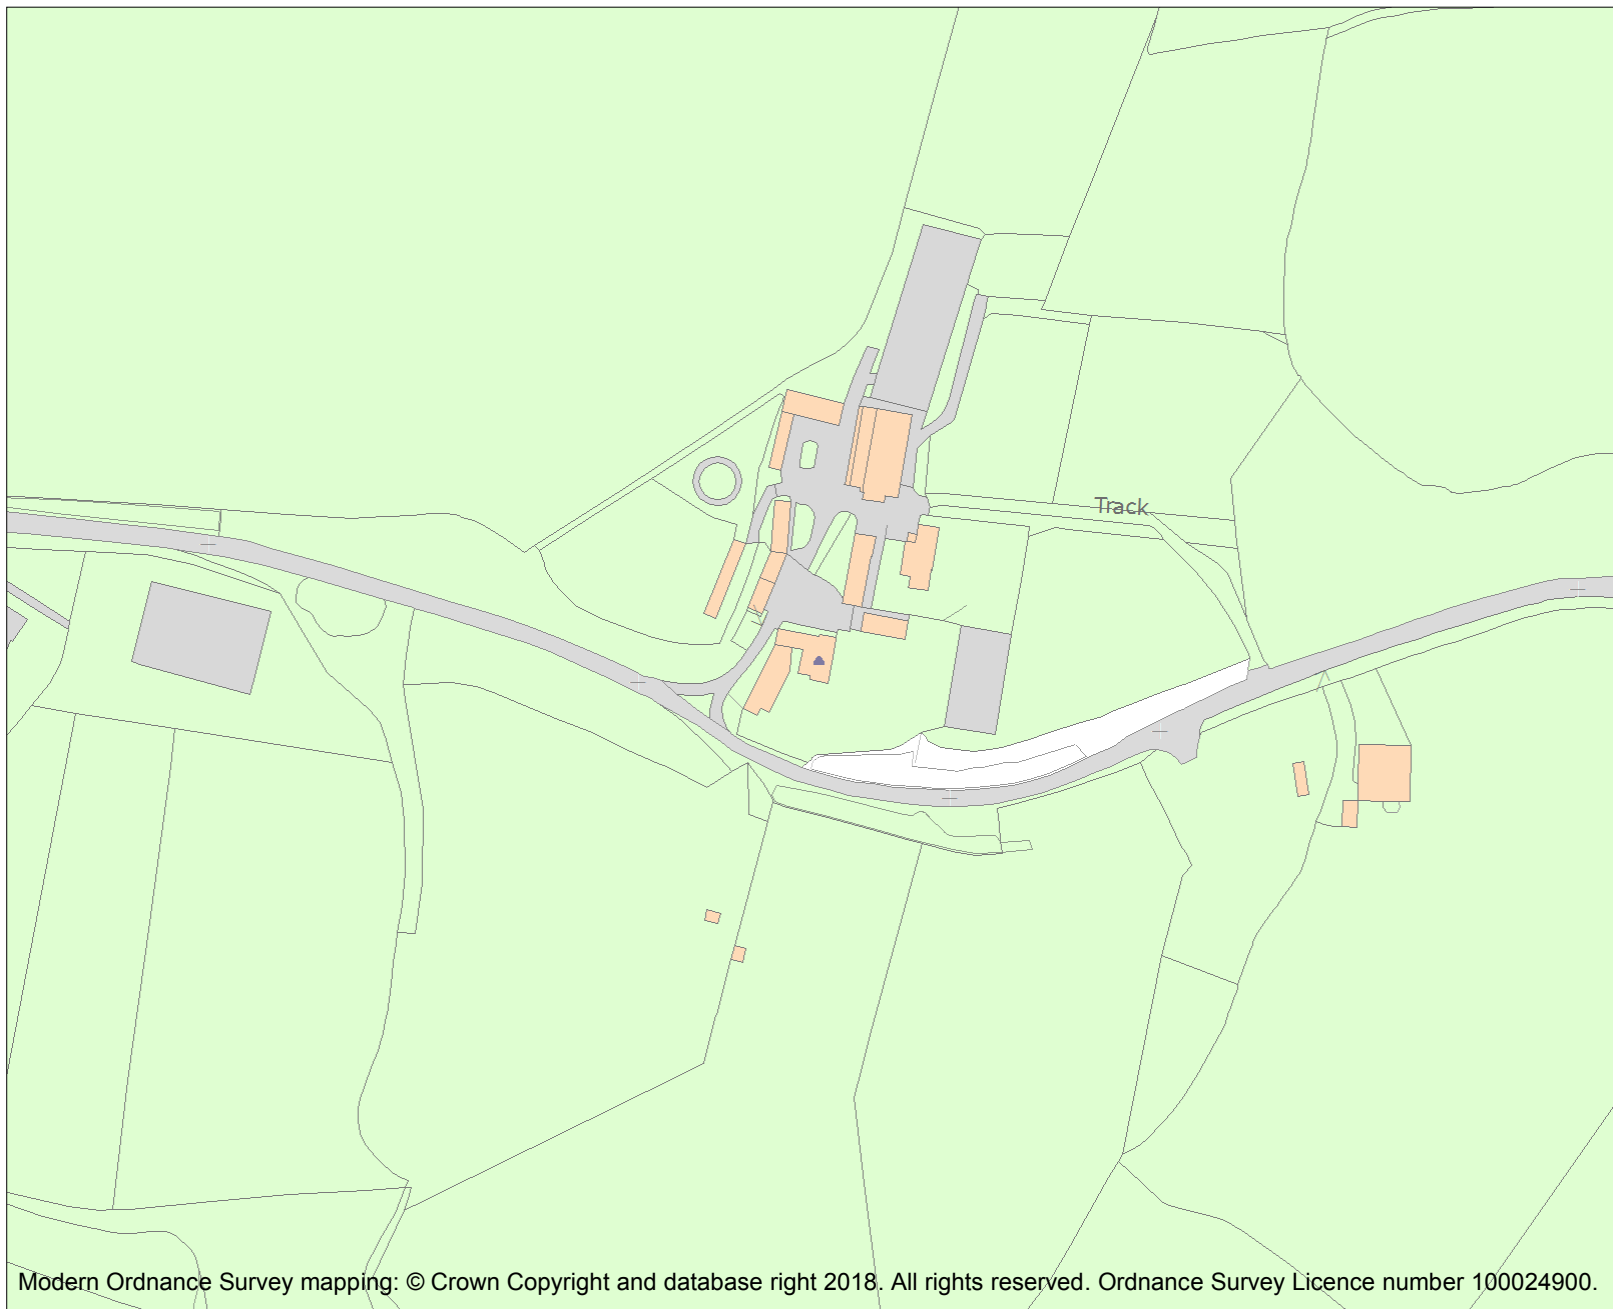 Track
Modern Ordnance Survey mapping: © Crown Copyright and database right 2018. All rights reserved. Ordnance Survey Licence number 100024900.